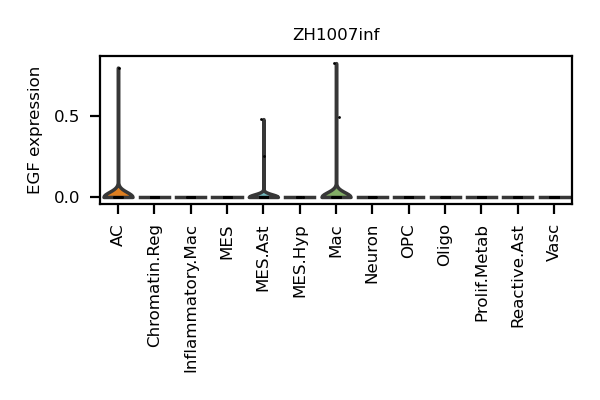 ZH1007inf
EGF expression
0.5
0.0
AC
Chromatin.Reg
Inflammatory.Mac
MES
MES.Ast
MES.Hyp
Mac
Neuron
OPC
Oligo
Prolif.Metab
Reactive.Ast
Vasc